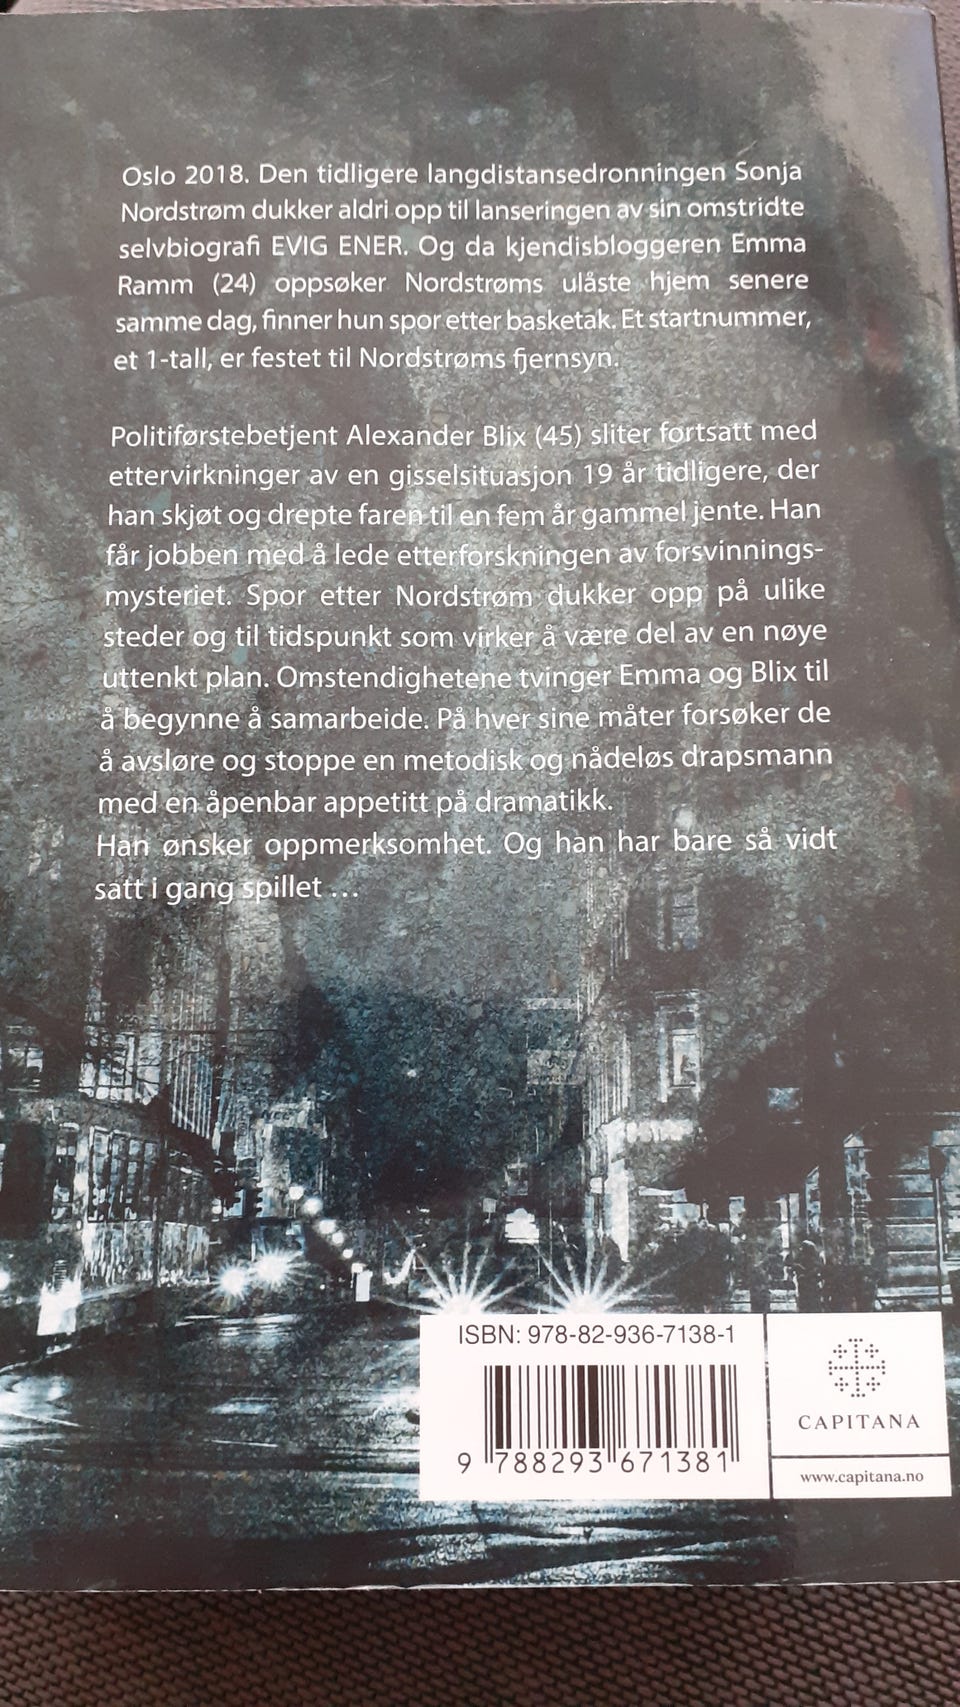 Oslo 2018. Den tidligere langdistansedronningen Sonja
Nordstrøm dukker aldri opp til lanseringen av sin omstridte
selvbiografi EVIG ENER. Og da kjendisbloggeren Emma
Ramm (24) oppsøker Nordstrøms ulåste hjem senere
samme dag, finner hun spor etter basketak. Et startnummer,
et 1-tall, er festet til Nordstrøms fjernsyn.
Politiførstebetjent Alexander Blix (45) sliter fortsatt med
ettervirkninger av en gisselsituasjon 19 år tidligere, der
han skjøt og drepte faren til en fem år gammel jente. Han
får jobben med å lede etterforskningen av forsvinnings-
mysteriet. Spor etter Nordstrøm dukker opp på ulike
steder og til tidspunkt som virker å være del av en nøye
uttenkt plan. Omstendighetene tvinger Emma og Blix til
å begynne å samarbeide. På hver sine måter forsøker de
å avsløre og stoppe en metodisk og nådeløs drapsmann
med en åpenbar appetitt på dramatikk.
Han ønsker oppmerksomhet. Og han har bare så vidt
satt i gang spillet …
ISBN: 978-82-936-7138-1
9 788293 671381
CAPITANA
www.capitana.no